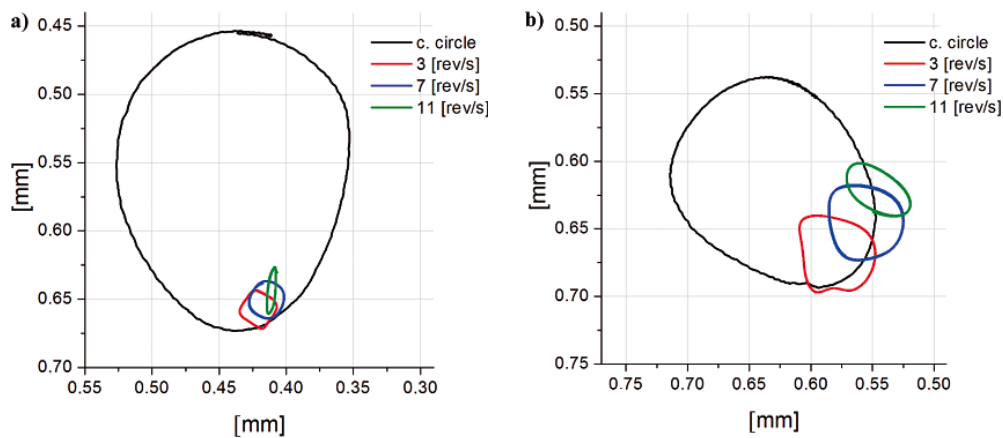 a)
c. circle
3 [rev/s]
7 [rev/s]
11 [rev/s]
0.45
0.50
0.55
0.60
0.65
0.70
[mm]
0.55 0.50 0.45 0.40 0.35 0.30
[mm]
b)
c. circle
3 [rev/s]
7 [rev/s]
11 [rev/s]
0.50
0.55
0.60
0.65
0.70
0.75
[mm]
0.75 0.70 0.65 0.60 0.55 0.50
[mm]